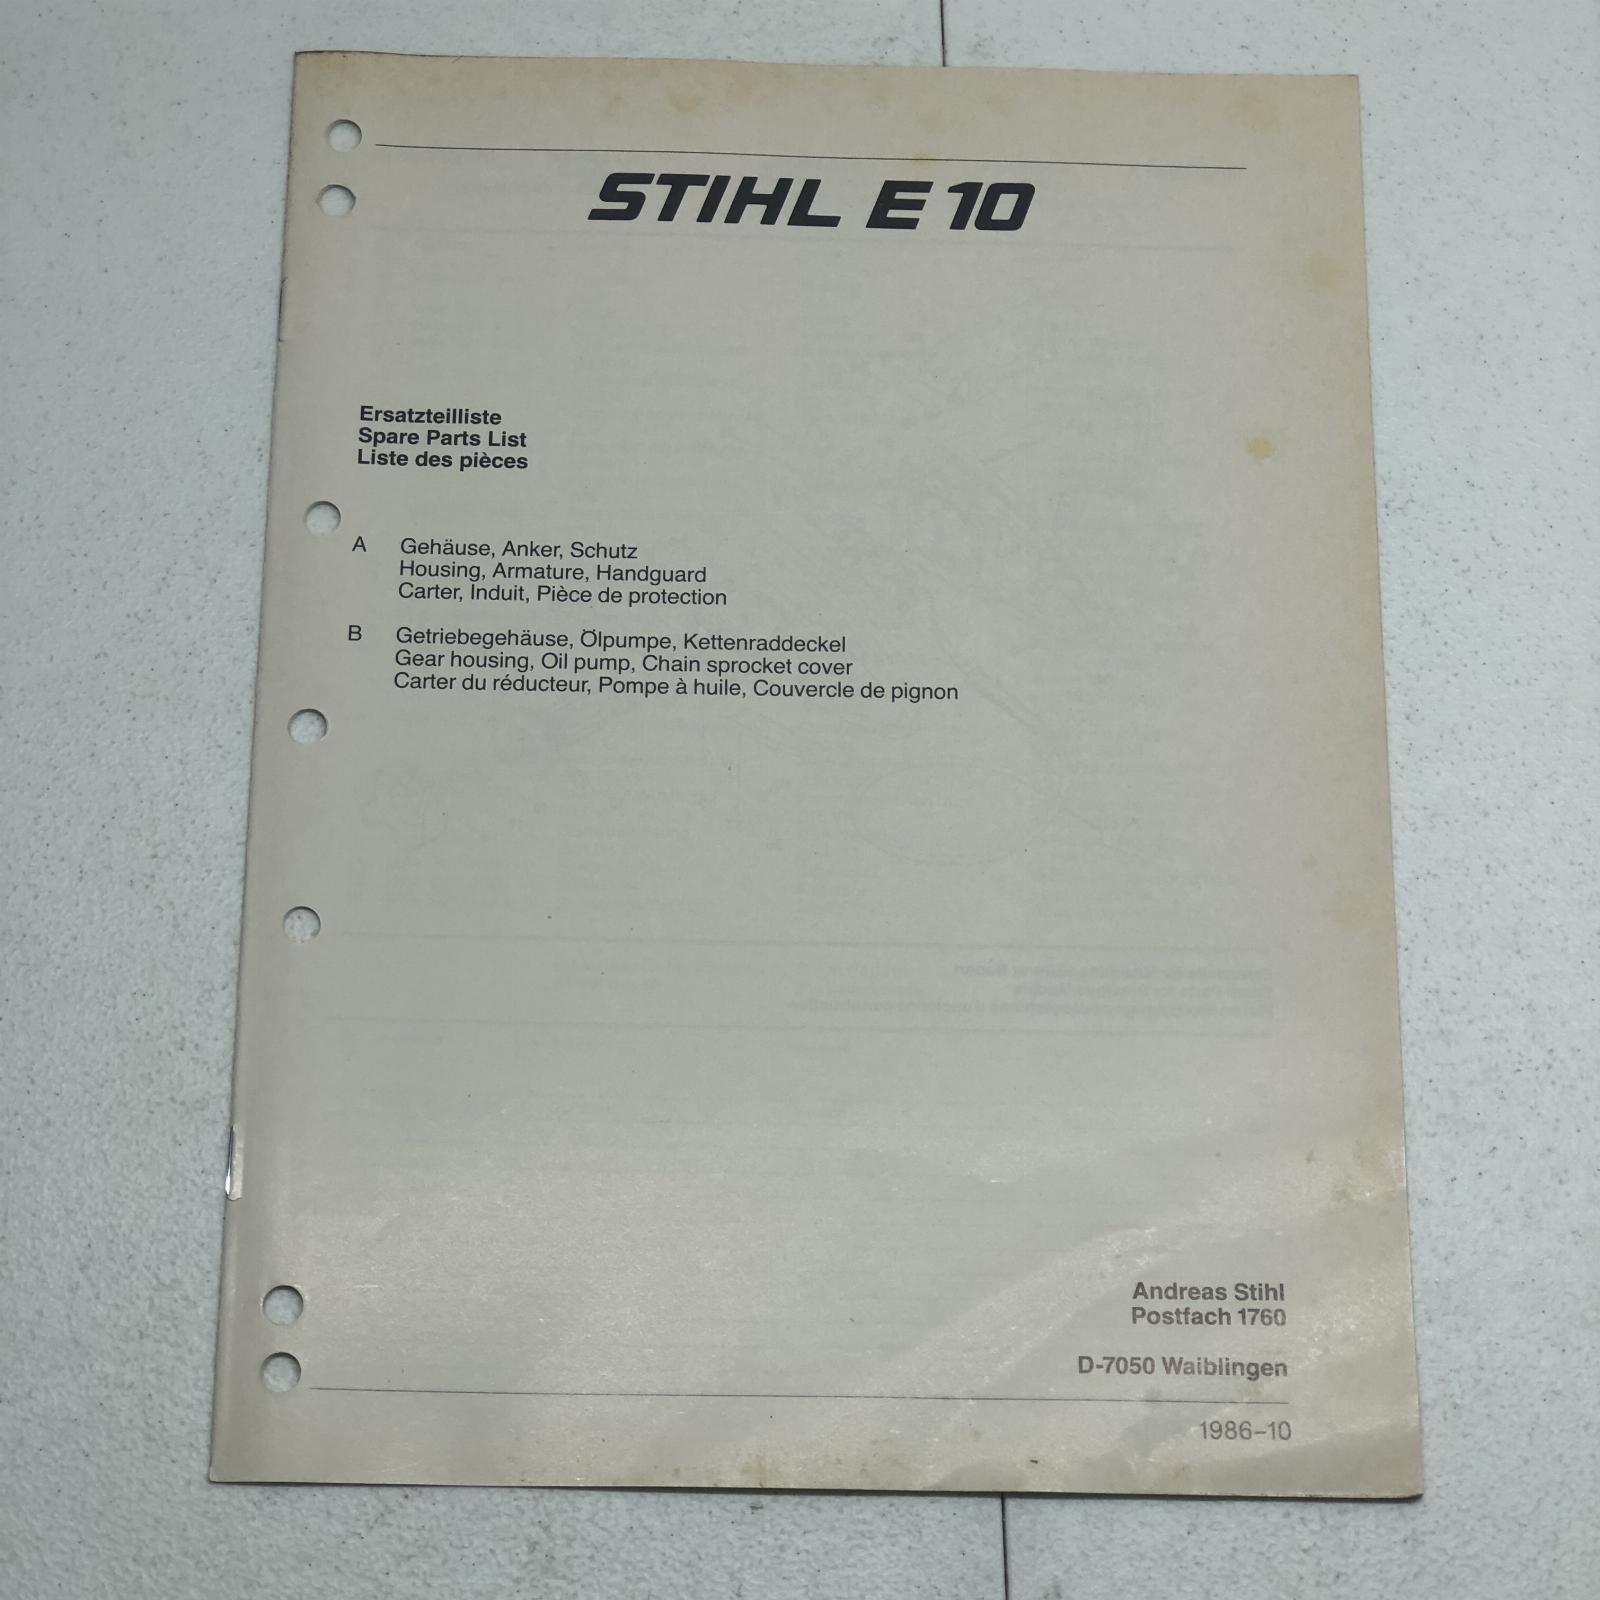 STIHL E 10
Ersatzteilliste
Spare Parts List
Liste des pièces
A Gehäuse, Anker, Schutz
Housing, Armature, Handguard
Carter, Induit, Pièce de protection
B Getriebegehäuse, Ölpumpe, Kettenraddeckel
Gear housing, Oil pump, Chain sprocket cover
Carter du réducteur, Pompe à huile, Couvercle de pignon
Andreas Stihl
Postfach 1760
D-7050 Waiblingen
1986–10